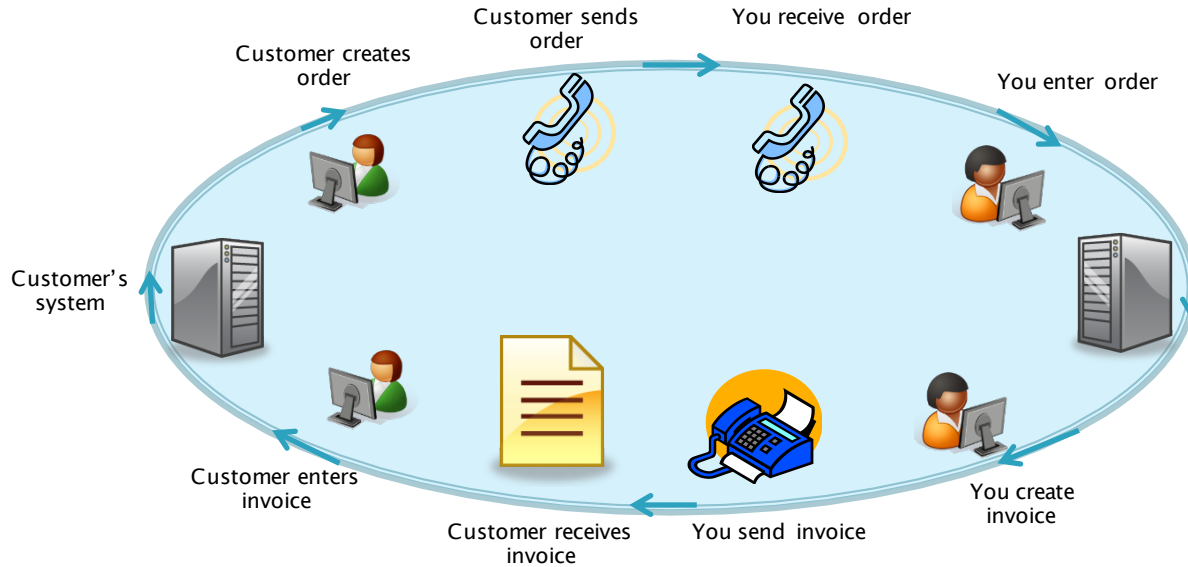 Customer sends
order
You receive order
Customer creates
order
You enter order
Customer's
system
Customer enters
invoice
Customer receives
invoice
You send invoice
You create
invoice